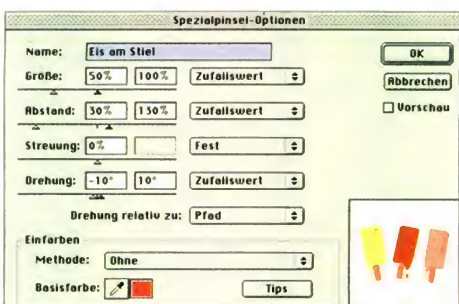 Spezialpinsel-Optionen
Name: Eis am Stiel
OK
Größe: 50% 100% Zufallswert
Abbrechen
Abstand: 30% 130% Zufallswert
Vorschau
Streuung: 0% Fest
Drehung: -10° 10° Zufallswert
Drehung relativ zu: Pfad
Einfärben
Methode: Ohne
Basisfarbe: Tips